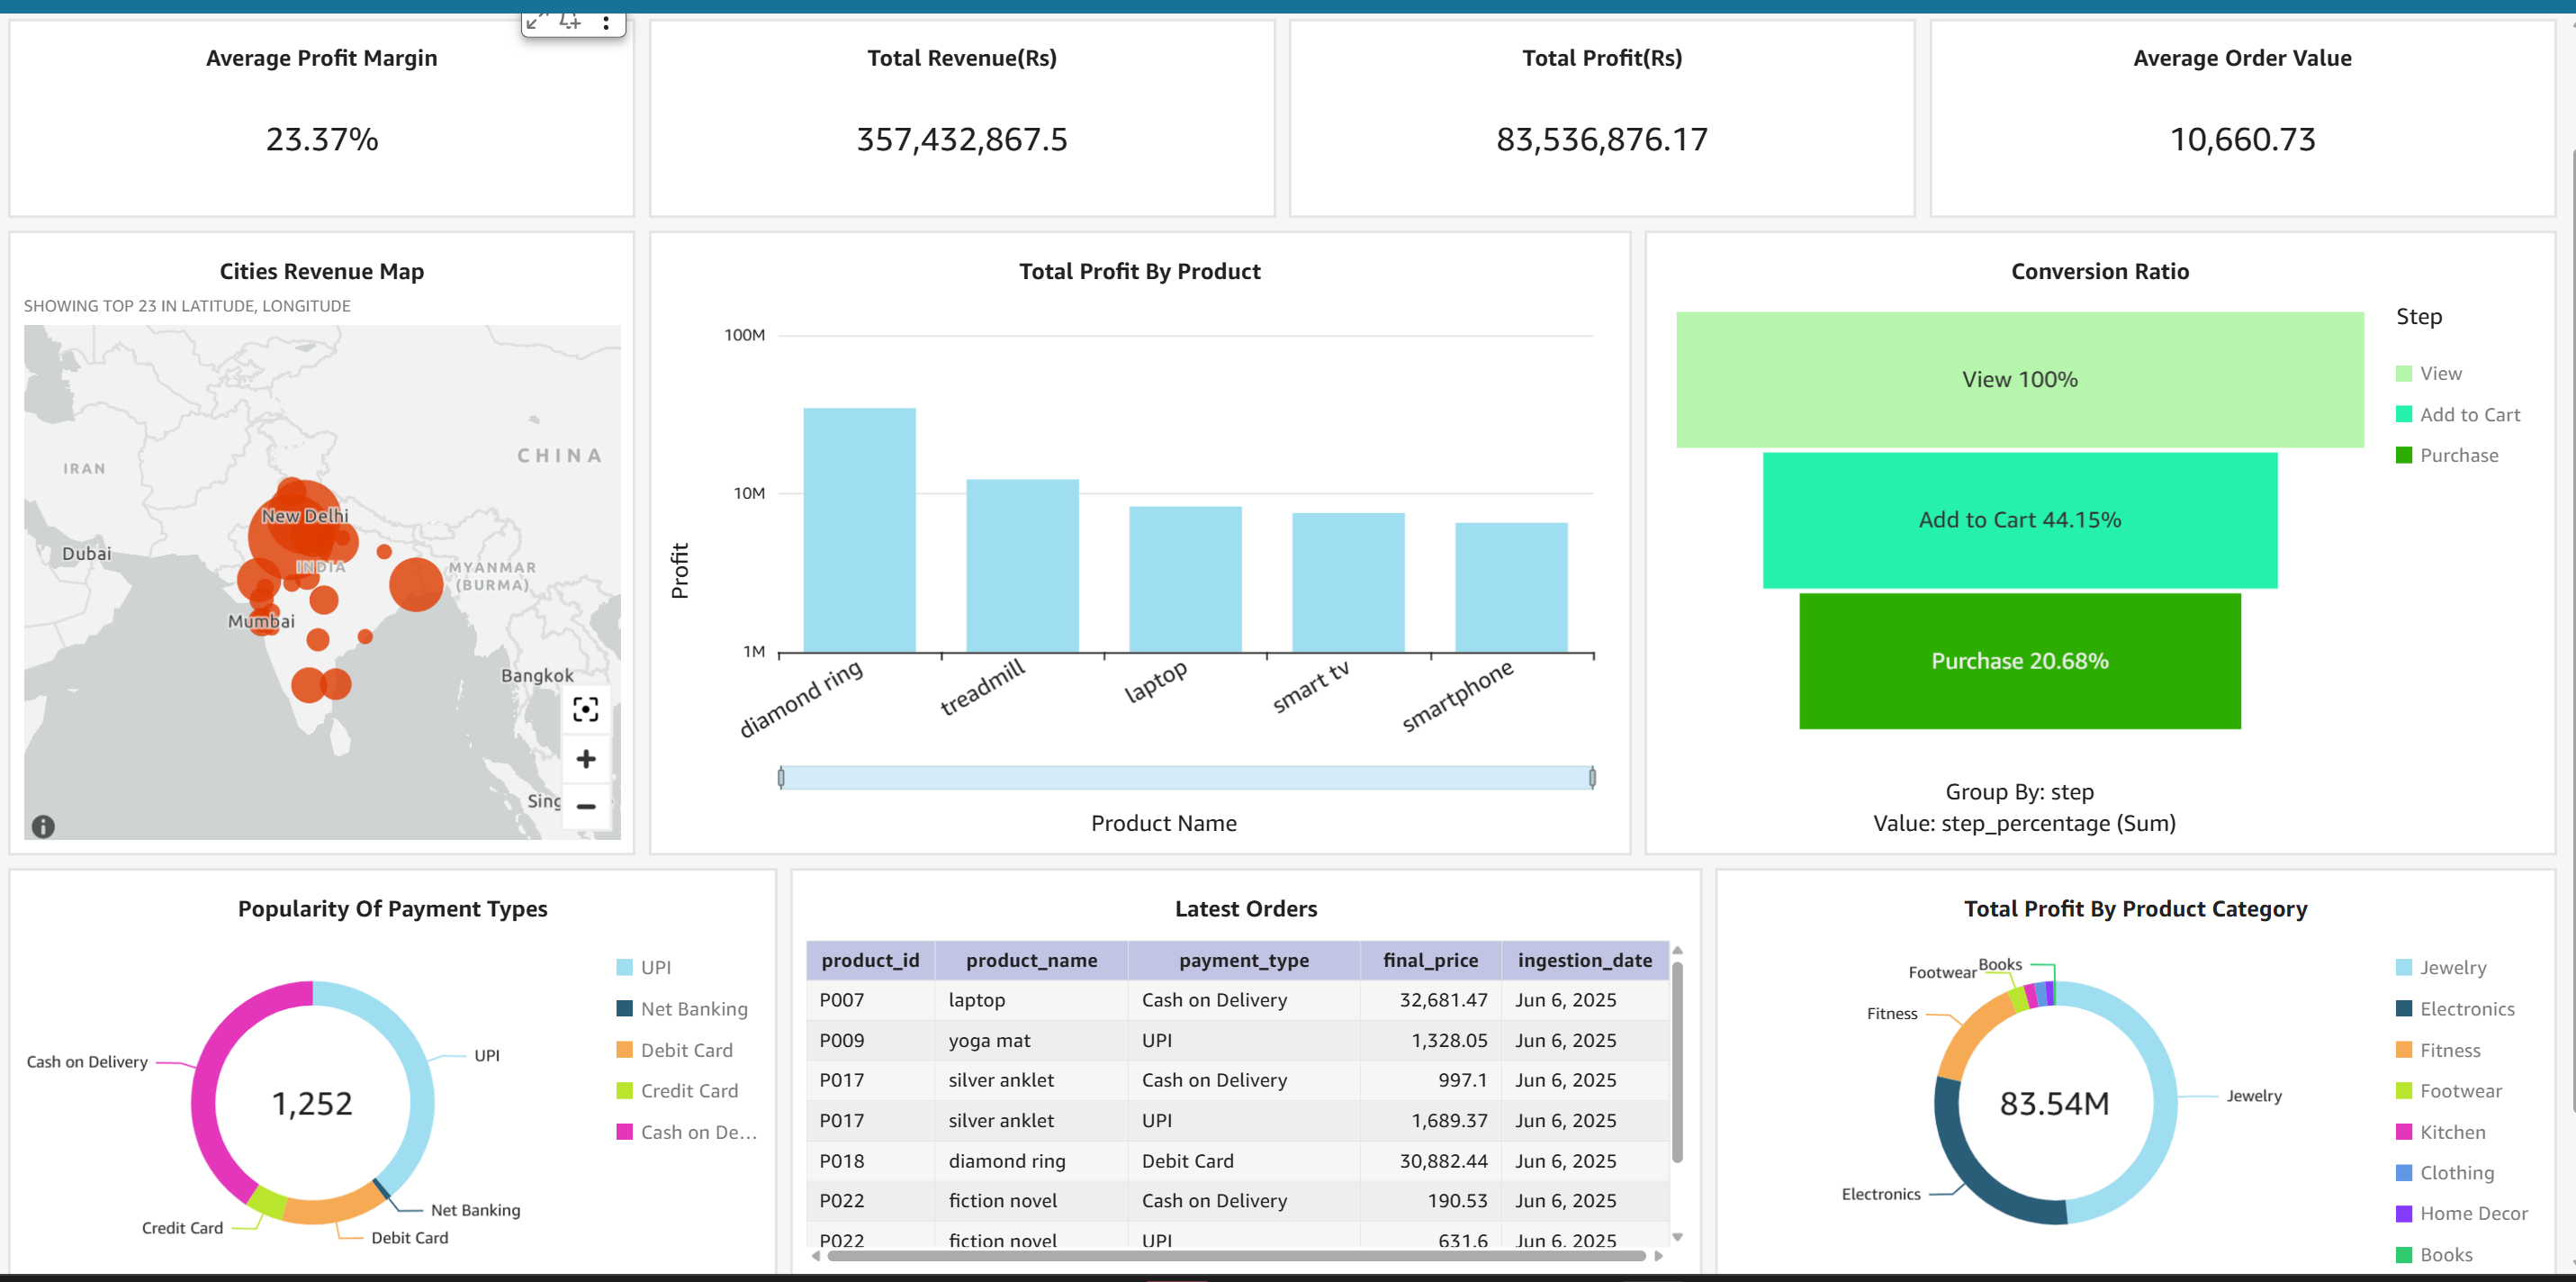 Average Profit Margin
23.37%
Total Revenue(Rs)
357,432,867.5
Total Profit(Rs)
83,536,876.17
Average Order Value
10,660.73
Cities Revenue Map
SHOWING TOP 23 IN LATITUDE, LONGITUDE
CHINA
IRAN
New Delhi
Dubai
INDIA
MYANMAR
(BURMA)
Mumbai
Bangkok
Sing
Total Profit By Product
100M
10M
1M
Profit
diamond ring
treadmill
laptop
smart tv
smartphone
Product Name
Conversion Ratio
View 100%
Add to Cart 44.15%
Purchase 20.68%
Step
View
Add to Cart
Purchase
Group By: step
Value: step_percentage (Sum)
Popularity Of Payment Types
Cash on Delivery
1,252
UPI
Net Banking
Debit Card
Credit Card
UPI
Net Banking
Debit Card
Credit Card
Cash on De...
Latest Orders
product_id product_name payment_type final_price ingestion_date
P007 laptop Cash on Delivery 32,681.47 Jun 6, 2025
P009 yoga mat UPI 1,328.05 Jun 6, 2025
P017 silver anklet Cash on Delivery 997.1 Jun 6, 2025
P017 silver anklet UPI 1,689.37 Jun 6, 2025
P018 diamond ring Debit Card 30,882.44 Jun 6, 2025
P022 fiction novel Cash on Delivery 190.53 Jun 6, 2025
P022 fiction novel UPI 631.6 Jun 6, 2025
Total Profit By Product Category
Books
Footwear
Fitness
83.54M
Jewelry
Electronics
Jewelry
Electronics
Fitness
Footwear
Kitchen
Clothing
Home Decor
Books